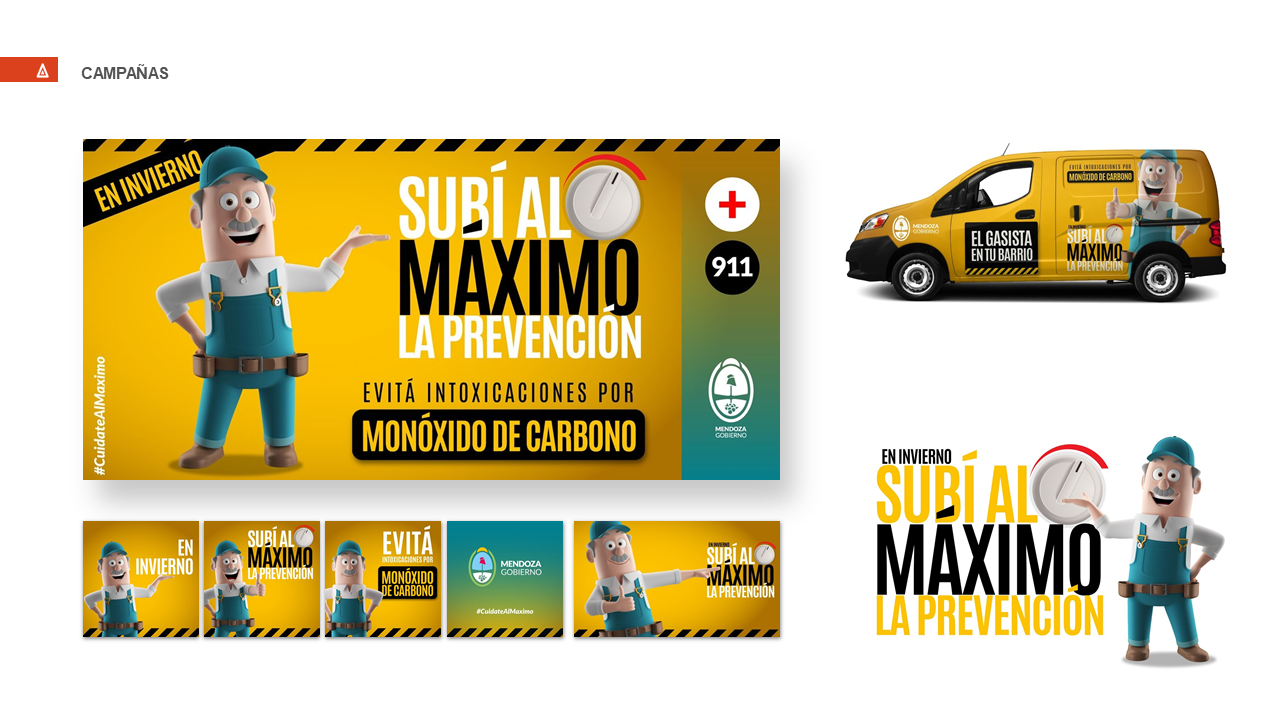 CAMPAÑAS
EN INVIERNO
SUBÍ AL
MÁXIMO
LA PREVENCIÓN
EVITÁ INTOXICACIONES POR
MONÓXIDO DE CARBONO
#CuidateAlMaximo
911
MENDOZA
GOBIERNO
MENDOZA
GOBIERNO
EL GASISTA
EN TU BARRIO
EVITÁ INTOXICACIONES POR
MONÓXIDO DE CARBONO
EN INVIERNO
SUBÍ AL
MÁXIMO
LA PREVENCIÓN
EN INVIERNO
SUBÍ AL
MÁXIMO
LA PREVENCIÓN
EN
INVIERNO
SUBÍ AL
MÁXIMO
LA PREVENCIÓN
EVITÁ
INTOXICACIONES POR
MONÓXIDO
DE CARBONO
MENDOZA
GOBIERNO
#CuidateAlMaximo
EN INVIERNO
SUBÍ AL
MÁXIMO
LA PREVENCIÓN